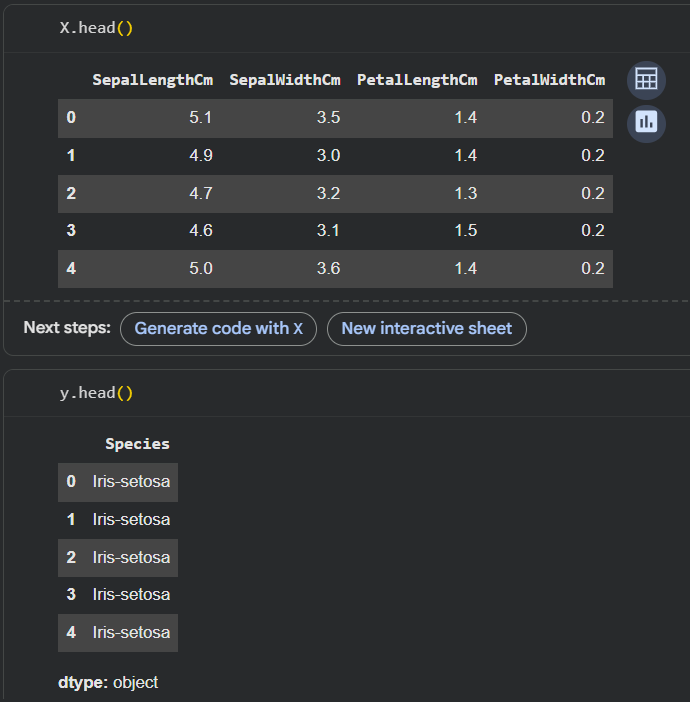 X.head()
SepalLengthCm SepalWidthCm PetalLengthCm PetalWidthCm
0 5.1 3.5 1.4 0.2
1 4.9 3.0 1.4 0.2
2 4.7 3.2 1.3 0.2
3 4.6 3.1 1.5 0.2
4 5.0 3.6 1.4 0.2
Next steps: Generate code with X New interactive sheet
y.head()
Species
0 Iris-setosa
1 Iris-setosa
2 Iris-setosa
3 Iris-setosa
4 Iris-setosa
dtype: object